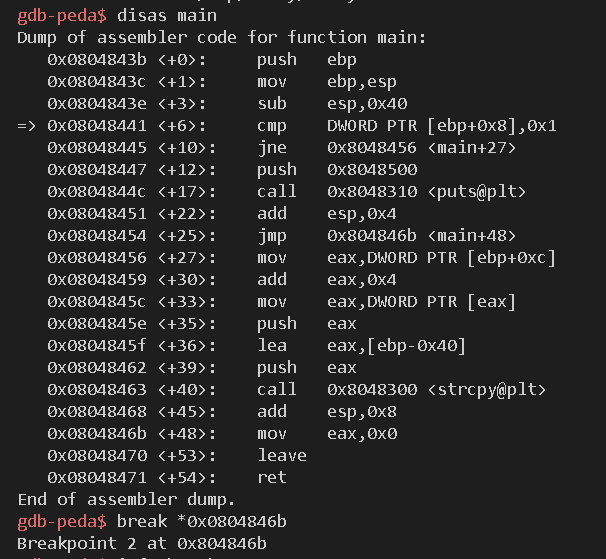 gdb-peda$ disas main
Dump of assembler code for function main:
   0x0804843b <+0>:     push   ebp
   0x0804843c <+1>:     mov    ebp,esp
   0x0804843e <+3>:     sub    esp,0x40
=> 0x08048441 <+6>:     cmp    DWORD PTR [ebp+0x8],0x1
   0x08048445 <+10>:    jne    0x8048456 <main+27>
   0x08048447 <+12>:    push   0x8048500
   0x0804844c <+17>:    call   0x8048310 <puts@plt>
   0x08048451 <+22>:    add    esp,0x4
   0x08048454 <+25>:    jmp    0x804846b <main+48>
   0x08048456 <+27>:    mov    eax,DWORD PTR [ebp+0xc]
   0x08048459 <+30>:    add    eax,0x4
   0x0804845c <+33>:    mov    eax,DWORD PTR [eax]
   0x0804845e <+35>:    push   eax
   0x0804845f <+36>:    lea    eax,[ebp-0x40]
   0x08048462 <+39>:    push   eax
   0x08048463 <+40>:    call   0x8048300 <strcpy@plt>
   0x08048468 <+45>:    add    esp,0x8
   0x0804846b <+48>:    mov    eax,0x0
   0x08048470 <+53>:    leave
   0x08048471 <+54>:    ret
End of assembler dump.
gdb-peda$ break *0x0804846b
Breakpoint 2 at 0x804846b